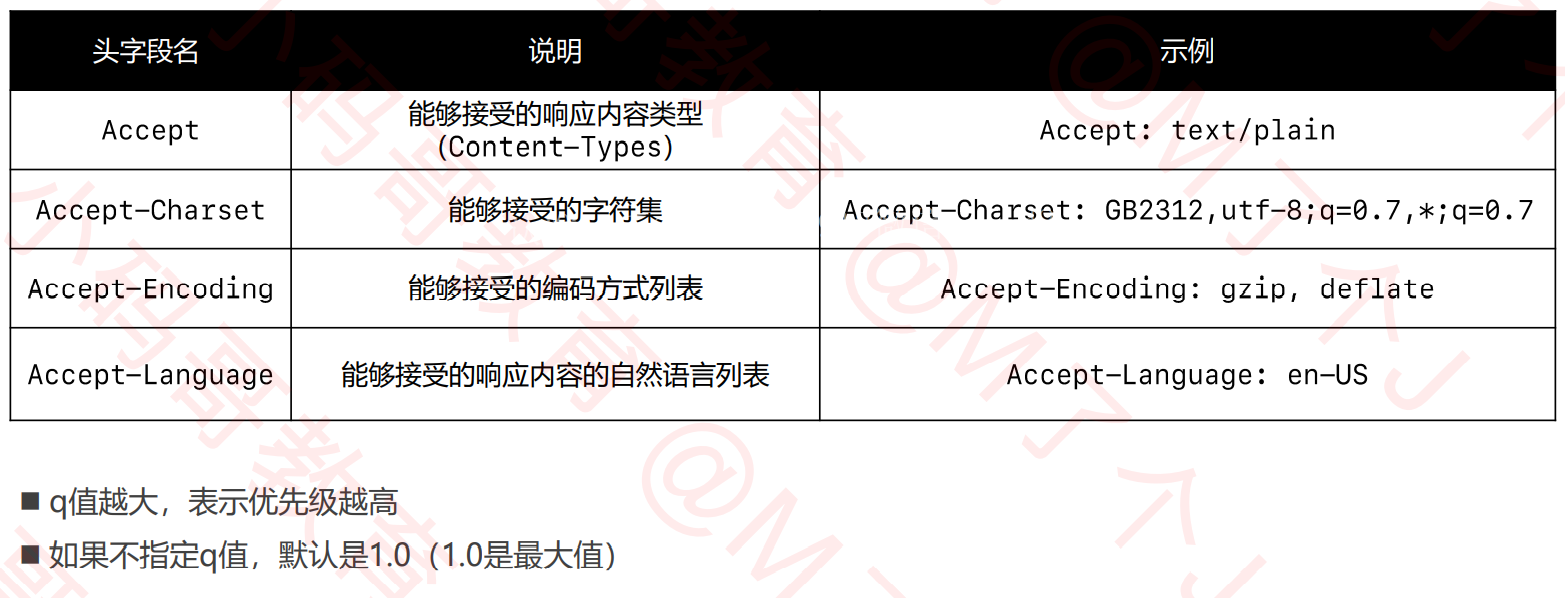 头字段名 说明 示例
Accept 能够接受的响应内容类型 Accept: text/plain
(Content-Types)
Accept-Charset 能够接受的字符集 Accept-Charset: GB2312,utf-8;q=0.7,*;q=0.7
Accept-Encoding 能够接受的编码方式列表 Accept-Encoding: gzip, deflate
Accept-Language 能够接受的响应内容的自然语言列表 Accept-Language: en-US
■ q值越大，表示优先级越高
■ 如果不指定q值，默认是1.0（1.0是最大值）
小码哥教育 @M了个J